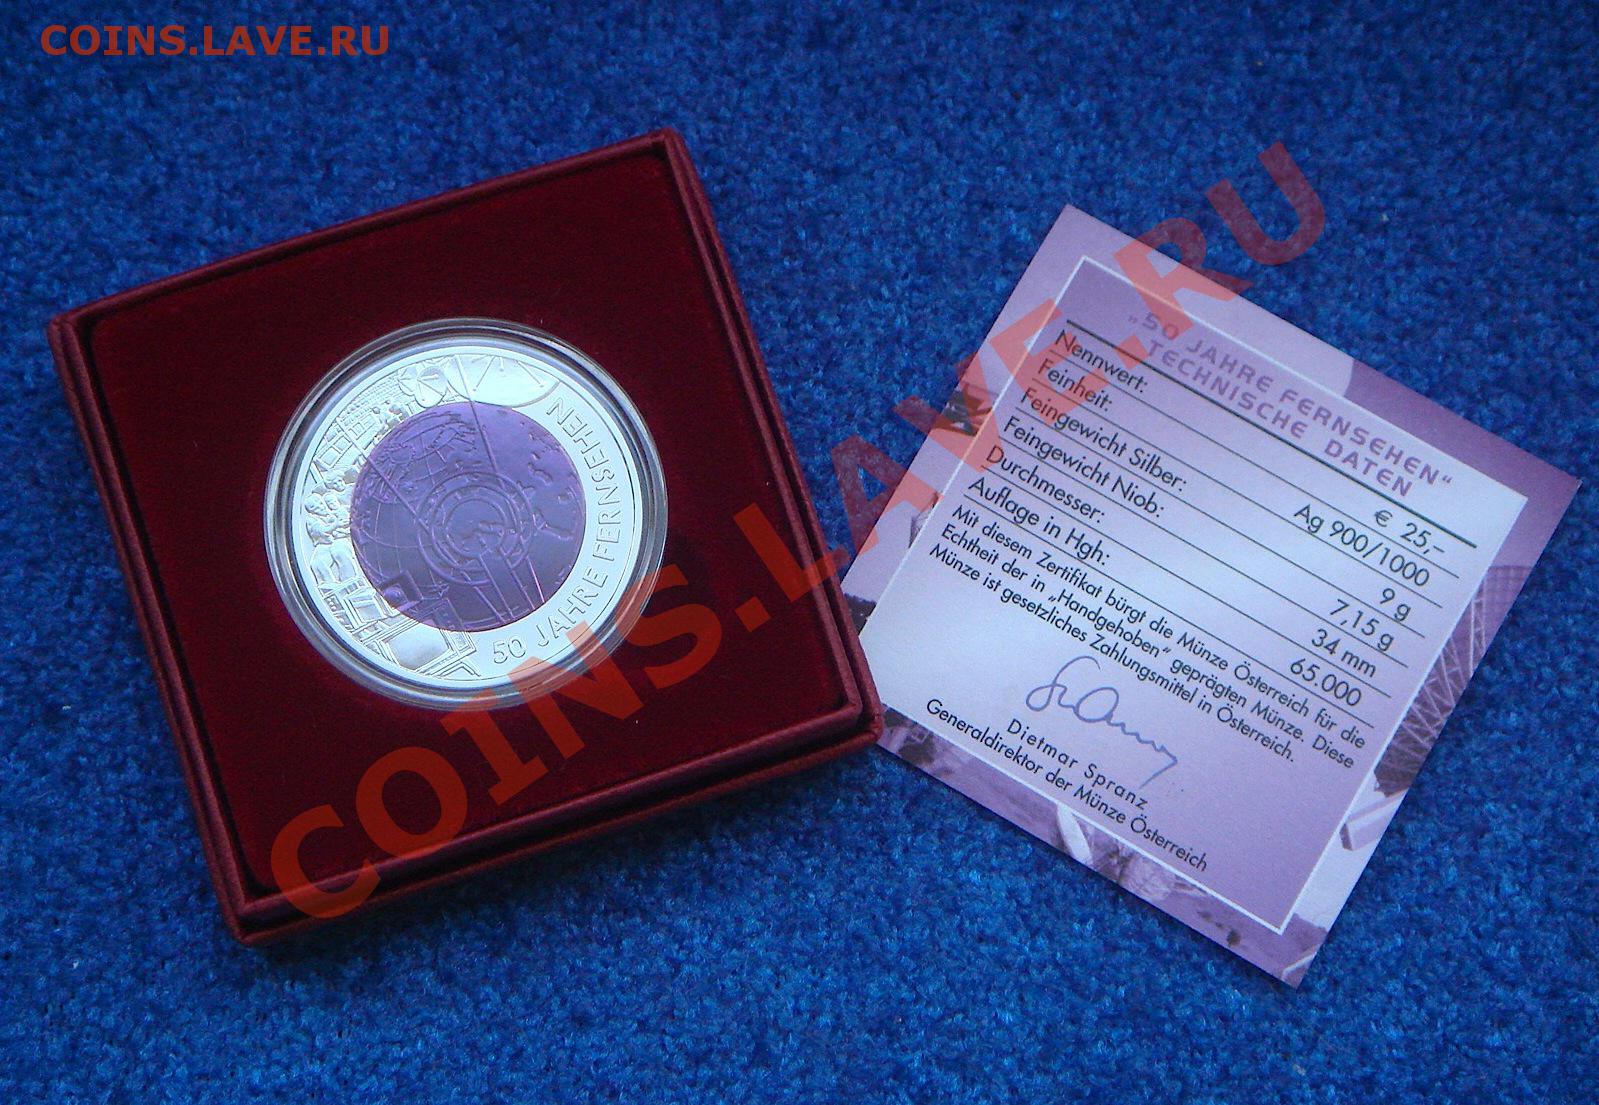 COINS.LAVE.RU
50 JAHRE FERNSEHEN
„50 JAHRE FERNSEHEN“
TECHNISCHE DATEN
Nennwert: € 25,–
Feinheit: Ag 900/1000
Feingewicht Silber: 9 g
Feingewicht Niob: 7,15 g
Durchmesser: 34 mm
Auflage in Hgh: 65.000
Mit diesem Zertifikat bürgt die Münze Österreich für die
Echtheit der in „Handgehoben“ geprägten Münze. Diese
Münze ist gesetzliches Zahlungsmittel in Österreich.
Dietmar Spranz
Generaldirektor der Münze Österreich
COINS.LAVE.RU